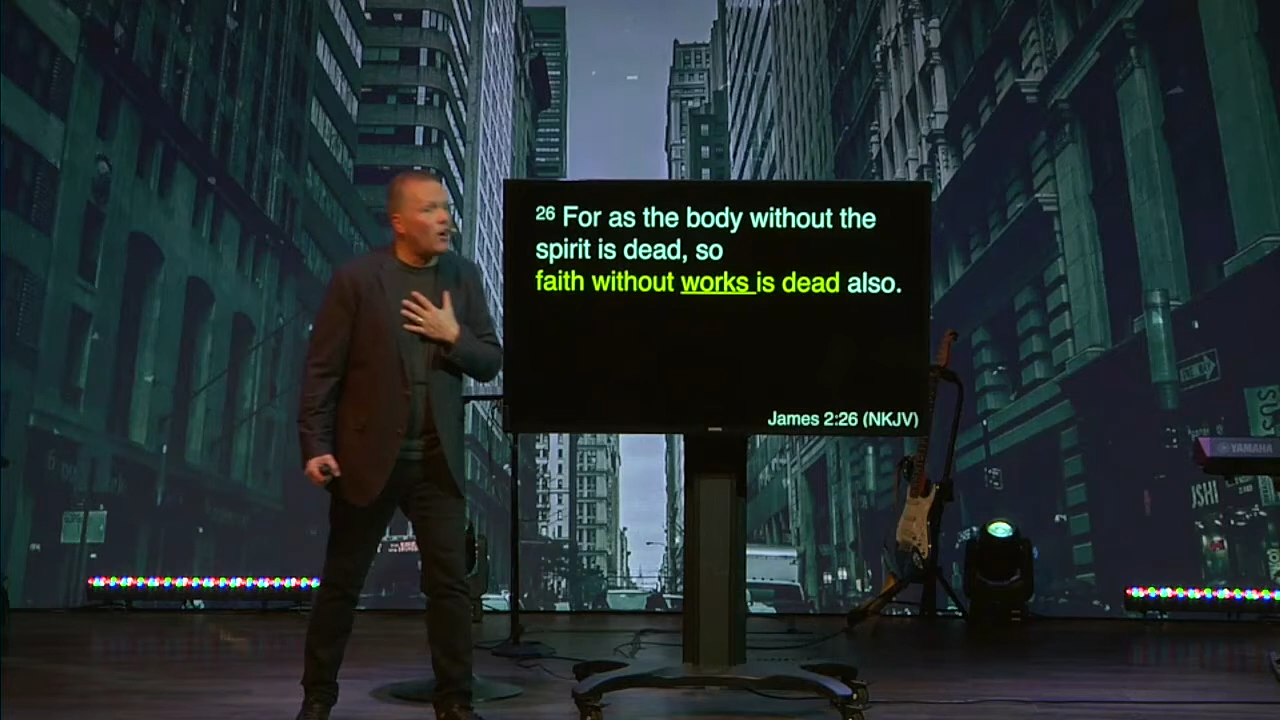 26 For as the body without the
spirit is dead, so
faith without works is dead also.
James 2:26 (NKJV)
YAMAHA